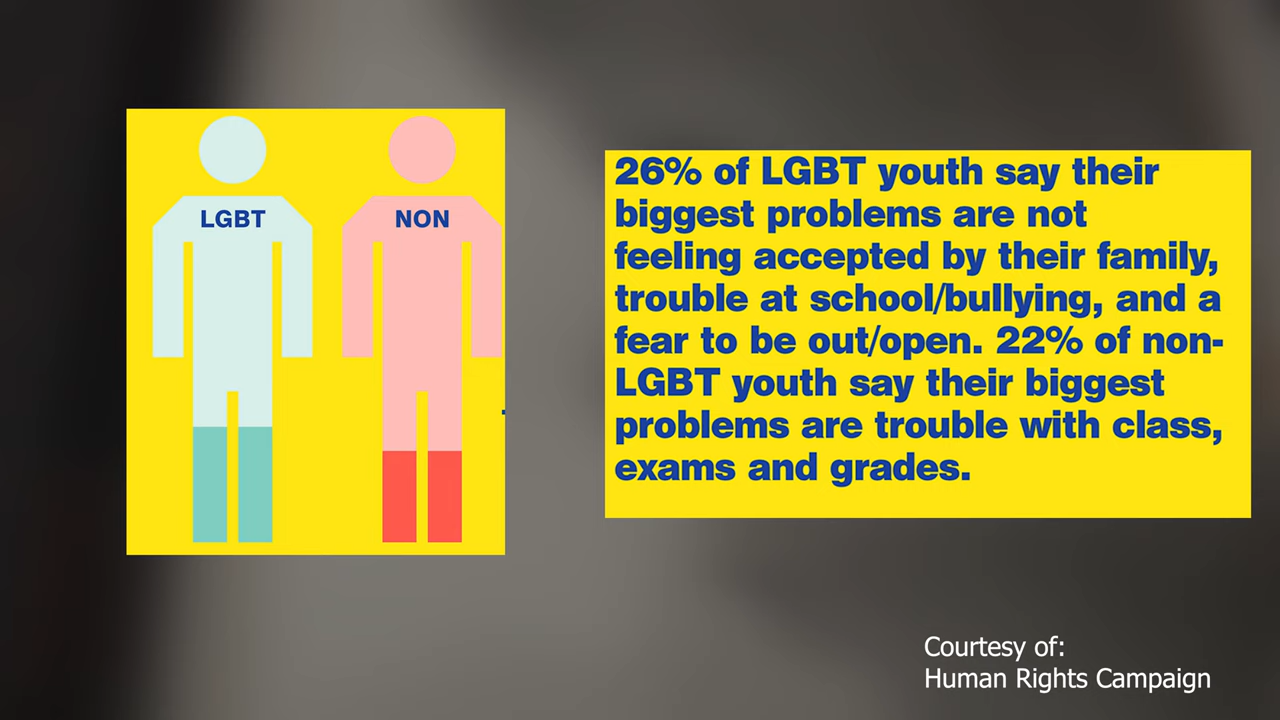 LGBT
NON
26% of LGBT youth say their
biggest problems are not
feeling accepted by their family,
trouble at school/bullying, and a
fear to be out/open. 22% of non-
LGBT youth say their biggest
problems are trouble with class,
exams and grades.
Courtesy of:
Human Rights Campaign